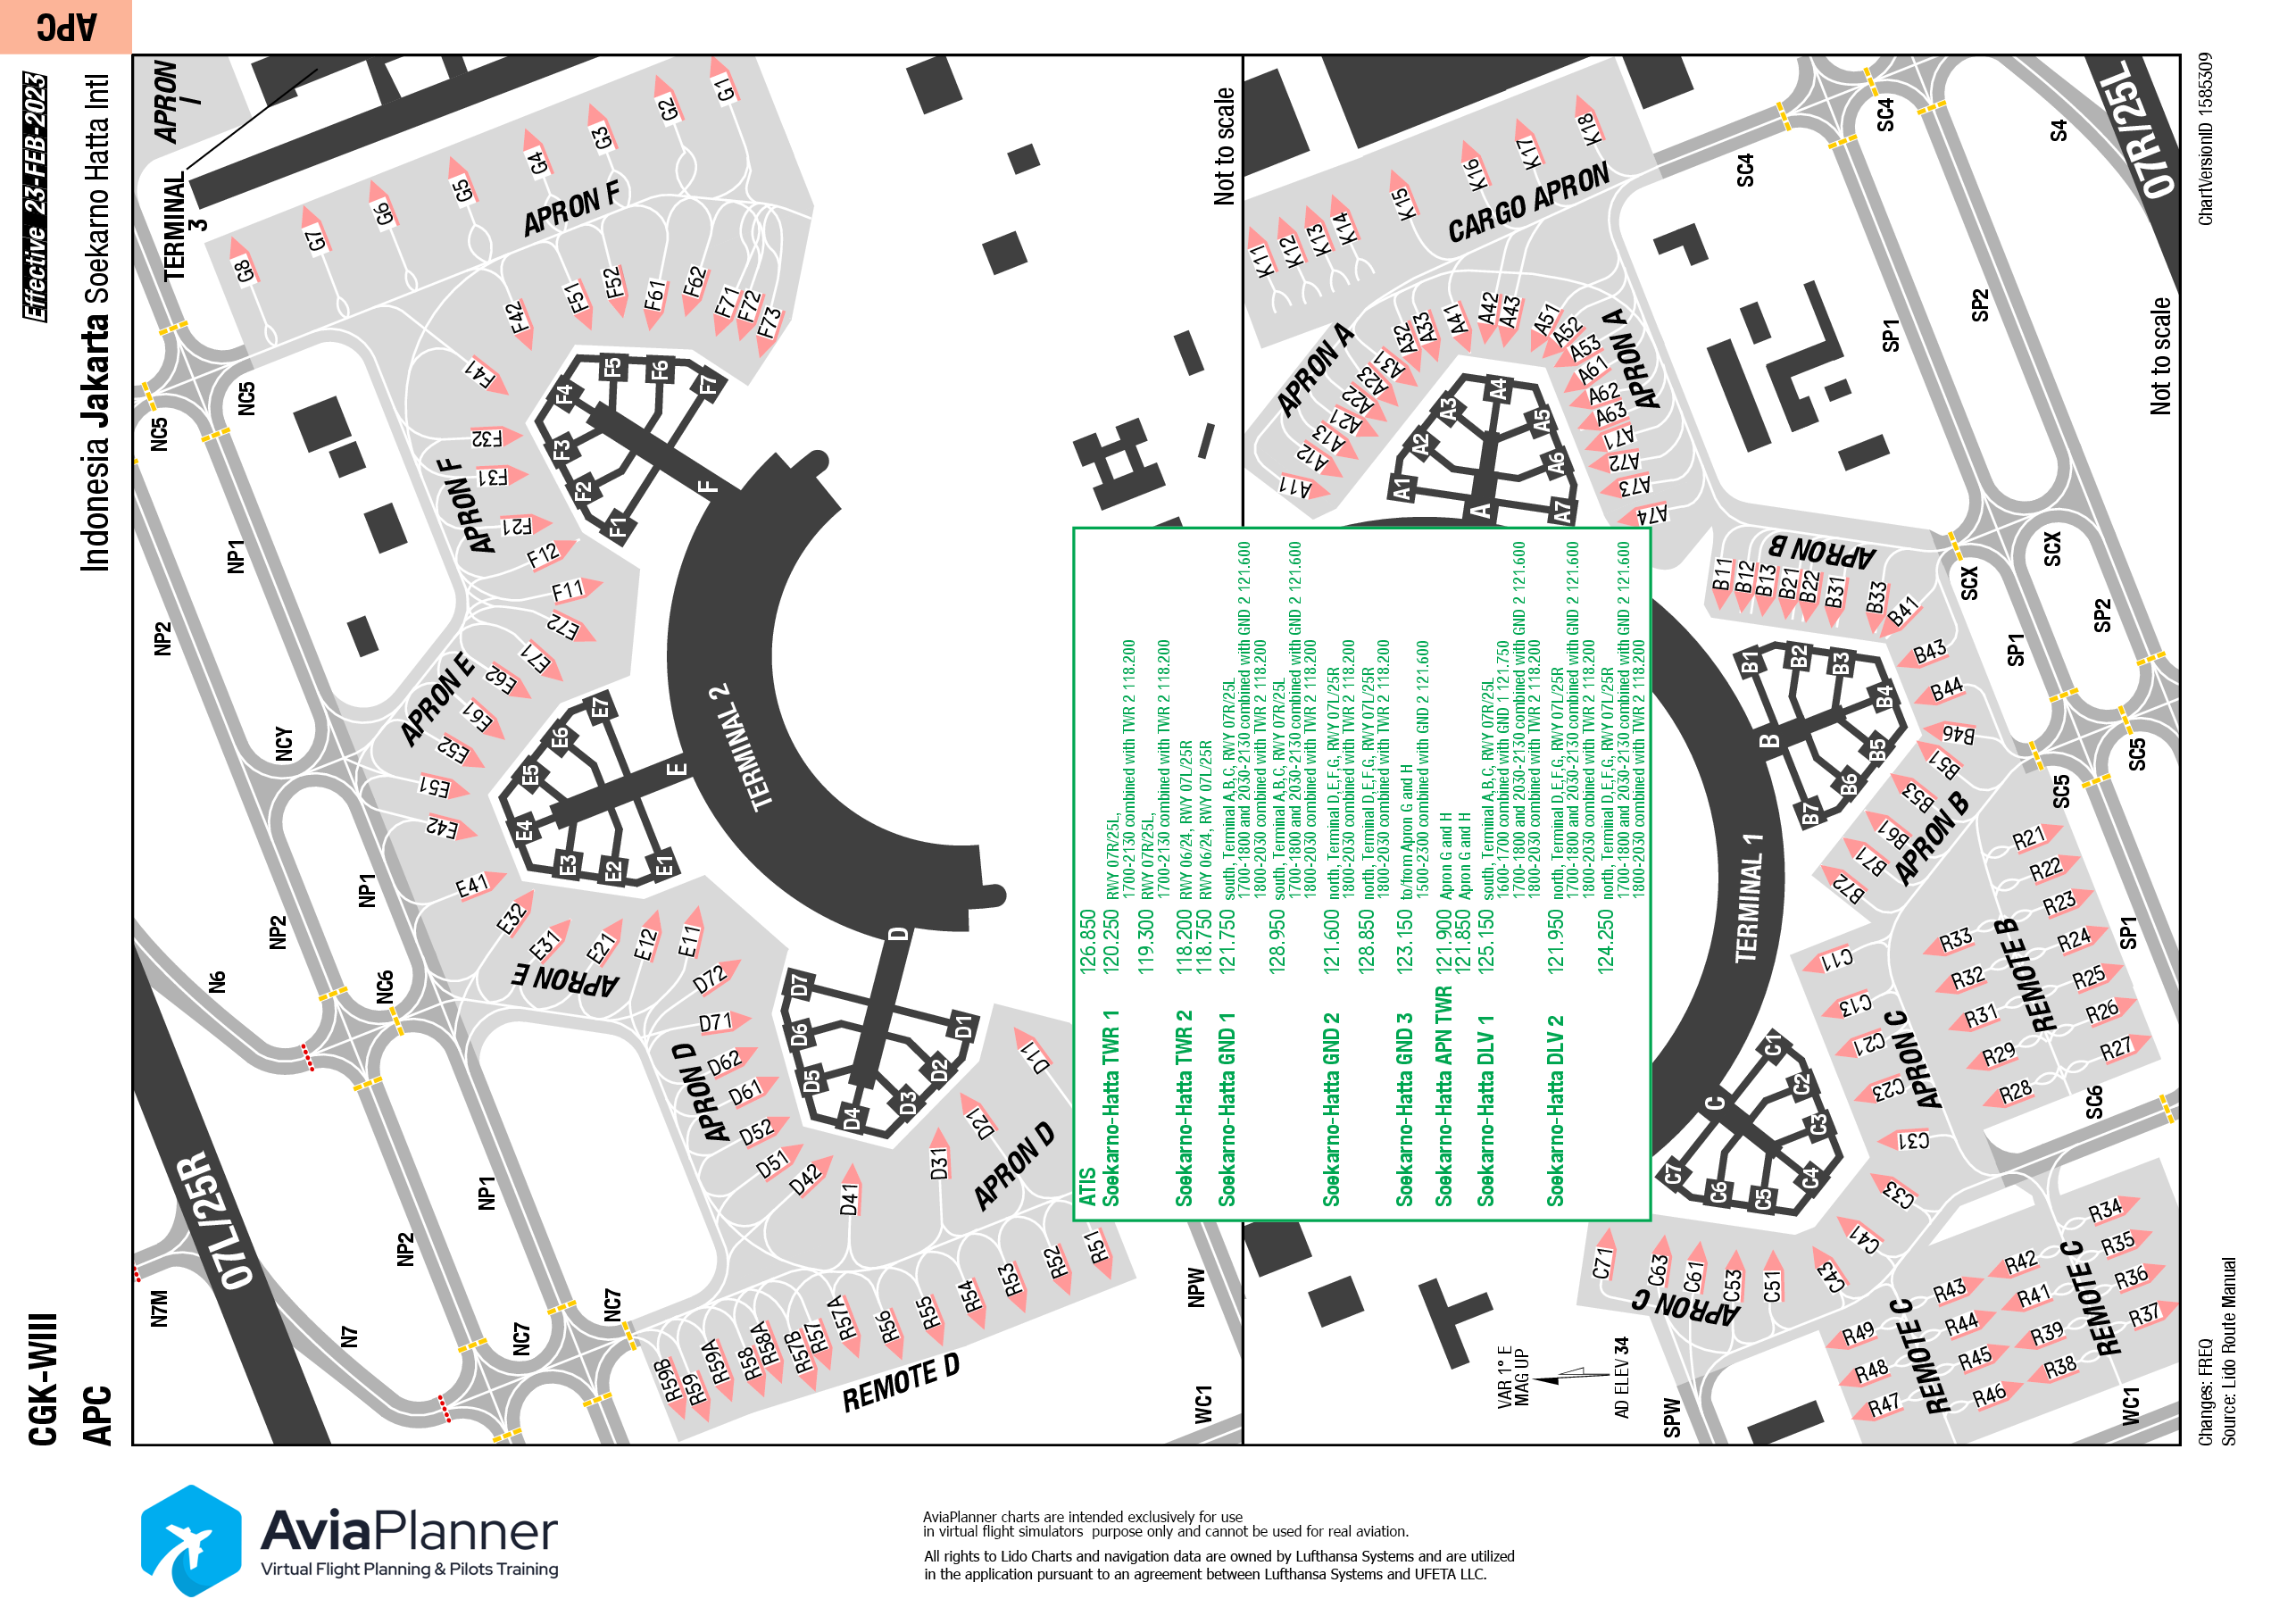 APC
CGK-WIII
APC
Effective 23-FEB-2023
Indonesia Jakarta Soekarno Hatta Intl
APRON I
TERMINAL 3
G8
G7
G6
G5
G4
G3
G2
G1
APRON F
F42
F51
F52
F61
F62
F71
F72
F73
F41
F32
F31
F21
F12
F11
APRON F
F1
F2
F3
F4
F5
F6
F7
F
NC5
NC5
NP2
NP1
NCY
NP2
NP1
N6
NC6
07L/25R
N7M
N7
NP2
NP1
NC7
NC7
APRON E
E72
E71
E62
E61
E52
E51
E42
E41
E32
E31
E21
E12
E11
APRON E
E7
E6
E5
E4
E3
E2
E1
E
TERMINAL 2
D
D72
D71
D62
D61
D52
D51
D42
D41
D31
D21
D11
APRON D
APRON D
D7
D6
D5
D4
D3
D2
D1
R59B
R59
R59A
R58
R58A
R57B
R57
R57A
R56
R55
R54
R53
R52
R51
REMOTE D
NPW
WC1
Not to scale
ATIS 126.850
Soekarno-Hatta TWR 1 120.250 RWY 07R/25L,
1700-2130 combined with TWR 2 118.200
119.300 RWY 07R/25L,
1700-2130 combined with TWR 2 118.200
Soekarno-Hatta TWR 2 118.200 RWY 06/24, RWY 07L/25R
118.750 RWY 06/24, RWY 07L/25R
Soekarno-Hatta GND 1 121.750 south, Terminal A,B,C, RWY 07R/25L
1700-1800 and 2030-2130 combined with GND 2 121.600
1800-2030 combined with TWR 2 118.200
128.950 south, Terminal A,B,C, RWY 07R/25L
1700-1800 and 2030-2130 combined with GND 2 121.600
1800-2030 combined with TWR 2 118.200
Soekarno-Hatta GND 2 121.600 north, Terminal D,E,F,G, RWY 07L/25R
1800-2030 combined with TWR 2 118.200
128.850 north, Terminal D,E,F,G, RWY 07L/25R
1800-2030 combined with TWR 2 118.200
Soekarno-Hatta GND 3 123.150 to/from Apron G and H
1500-2300 combined with GND 2 121.600
Soekarno-Hatta APN TWR 121.900 Apron G and H
121.850 Apron G and H
Soekarno-Hatta DLV 1 125.150 south, Terminal A,B,C, RWY 07R/25L
1600-1700 combined with GND 1 121.750
1700-1800 and 2030-2130 combined with GND 2 121.600
1800-2030 combined with TWR 2 118.200
Soekarno-Hatta DLV 2 121.950 north, Terminal D,E,F,G, RWY 07L/25R
1700-1800 and 2030-2130 combined with GND 2 121.600
1800-2030 combined with TWR 2 118.200
124.250 north, Terminal D,E,F,G, RWY 07L/25R
1700-1800 and 2030-2130 combined with GND 2 121.600
1800-2030 combined with TWR 2 118.200
K11
K12
K13
K14
K15
K16
K17
K18
CARGO APRON
APRON A
A11
A12
A13
A21
A22
A23
A31
A32
A33
A41
A42
A43
A51
A52
A53
A61
A92
A93
A71
A72
A73
A74
APRON A
A1
A2
A3
A4
A5
A6
A7
A
SC4
SC4
S4
07R/25L
SP1
SP2
Not to scale
SCX
SCX
SP1
SP2
SC5
SC5
APRON B
B11
B12
B13
B21
B22
B31
B33
B41
B43
B44
B46
B51
B53
B61
B71
B72
APRON B
B1
B2
B3
B4
B5
B6
B7
B
TERMINAL 1
R21
R22
R23
R24
R25
R26
R27
R33
R32
R31
R29
R28
REMOTE B
SP1
SC6
C11
C13
C21
C23
C31
C33
C41
C43
C51
C53
C61
C63
C71
APRON C
APRON C
C1
C2
C3
C4
C5
C6
C7
C
R34
R35
R36
R37
R42
R41
R39
R38
R43
R44
R45
R46
R49
R48
R47
REMOTE C
REMOTE C
WC1
SPW
VAR 1° E
MAG UP
AD ELEV 34
ChartVersionID 1585309
Changes: FREQ
Source: Lido Route Manual
AviaPlanner
Virtual Flight Planning & Pilots Training
AviaPlanner charts are intended exclusively for use
in virtual flight simulators purpose only and cannot be used for real aviation.
All rights to Lido Charts and navigation data are owned by Lufthansa Systems and are utilized
in the application pursuant to an agreement between Lufthansa Systems and UFETA LLC.